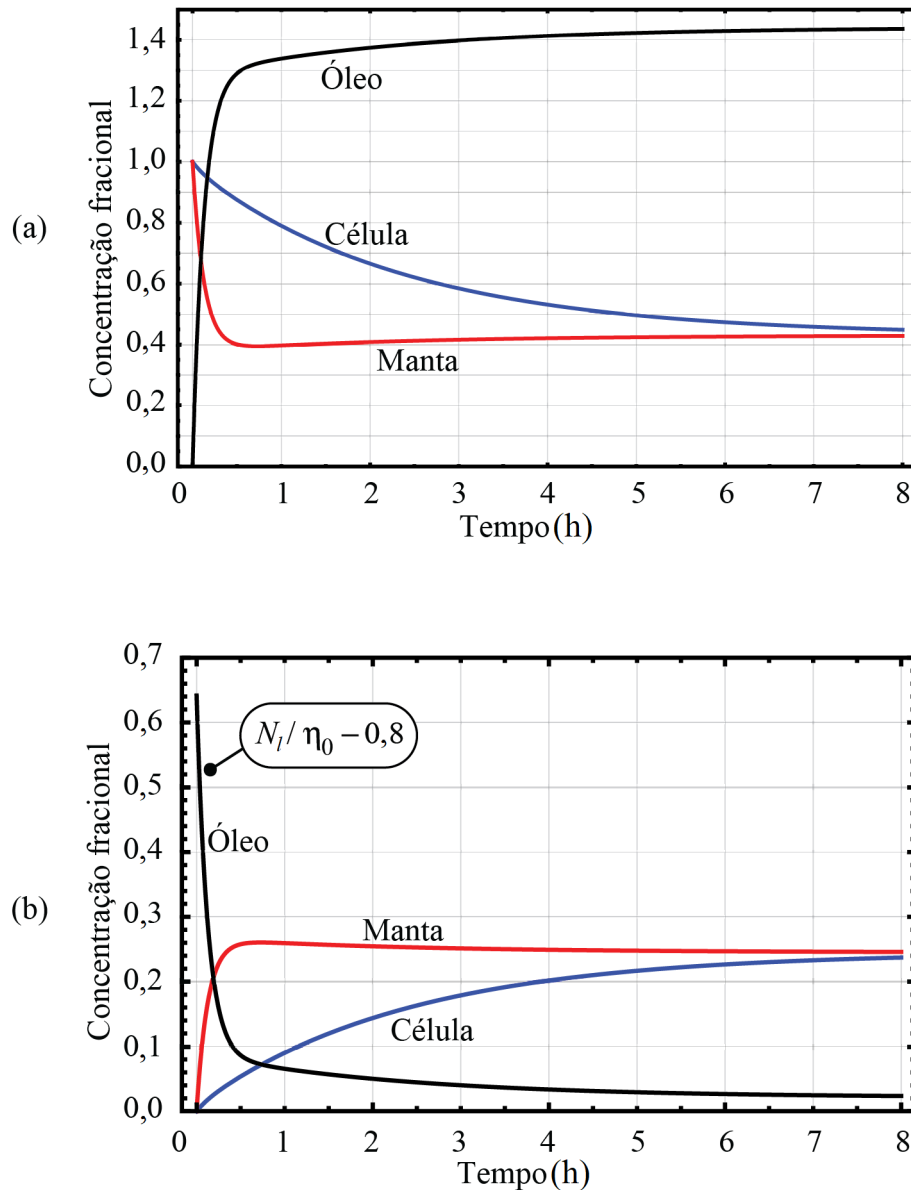 (a)
Concentração fracional
1,4
1,2
1,0
0,8
0,6
0,4
0,2
0,0
Óleo
Célula
Manta
0 1 2 3 4 5 6 7 8
Tempo (h)
(b)
Concentração fracional
0,7
0,6
0,5
0,4
0,3
0,2
0,1
0,0
N_l / η_0 – 0,8
Óleo
Manta
Célula
0 1 2 3 4 5 6 7 8
Tempo (h)